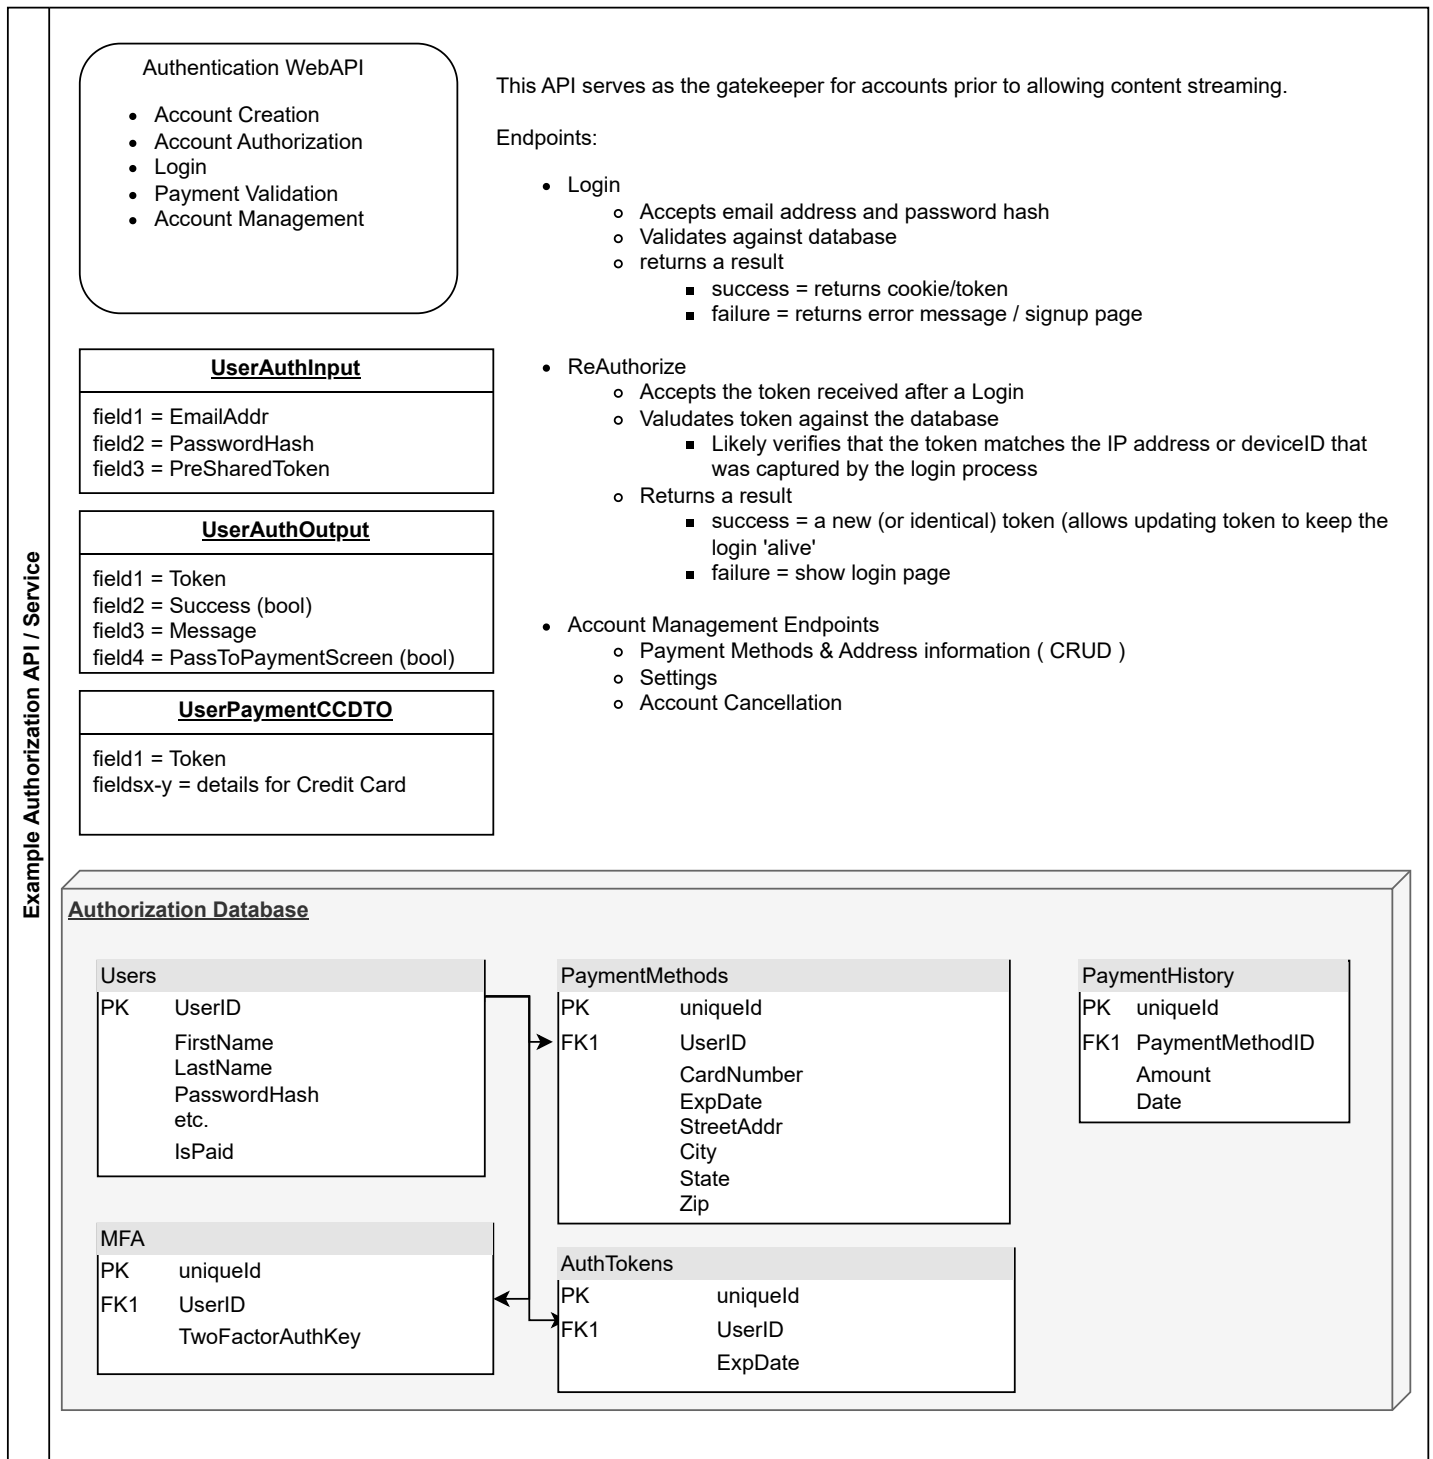 Example Authorization API / Service
Authentication WebAPI
Account Creation
Account Authorization
Login
Payment Validation
Account Management
This API serves as the gatekeeper for accounts prior to allowing content streaming.
Endpoints:
Login
Accepts email address and password hash
Validates against database
returns a result
success = returns cookie/token
failure = returns error message / signup page
ReAuthorize
Accepts the token received after a Login
Valudates token against the database
Likely verifies that the token matches the IP address or deviceID that
was captured by the login process
Returns a result
success = a new (or identical) token (allows updating token to keep the
login 'alive'
failure = show login page
Account Management Endpoints
Payment Methods & Address information ( CRUD )
Settings
Account Cancellation
UserAuthInput
field1 = EmailAddr
field2 = PasswordHash
field3 = PreSharedToken
UserAuthOutput
field1 = Token
field2 = Success (bool)
field3 = Message
field4 = PassToPaymentScreen (bool)
UserPaymentCCDTO
field1 = Token
fieldsx-y = details for Credit Card
Authorization Database
Users
PK UserID
FirstName
LastName
PasswordHash
etc.
IsPaid
PaymentMethods
PK uniqueId
FK1 UserID
CardNumber
ExpDate
StreetAddr
City
State
Zip
PaymentHistory
PK uniqueId
FK1 PaymentMethodID
Amount
Date
MFA
PK uniqueId
FK1 UserID
TwoFactorAuthKey
AuthTokens
PK uniqueId
FK1 UserID
ExpDate